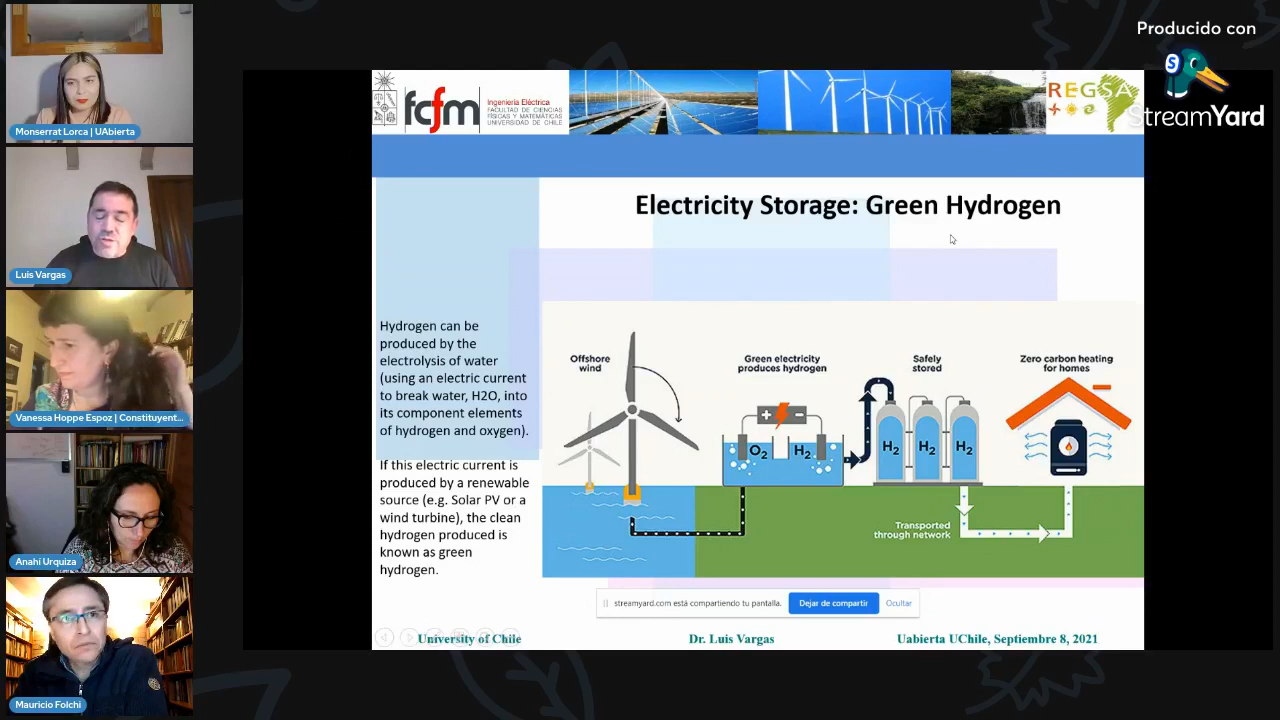 Producido con
StreamYard
Monserrat Lorca | UAbierta
Luis Vargas
Vanessa Hoppe Espoz | Constituyent...
Anahí Urquiza
Mauricio Folchi
fcfm
Ingeniería Eléctrica
FACULTAD DE CIENCIAS
FÍSICAS Y MATEMÁTICAS
UNIVERSIDAD DE CHILE
REGSA
Electricity Storage: Green Hydrogen
Hydrogen can be
produced by the
electrolysis of water
(using an electric current
to break water, H2O, into
its component elements
of hydrogen and oxygen).
If this electric current is
produced by a renewable
source (e.g. Solar PV or a
wind turbine), the clean
hydrogen produced is
known as green
hydrogen.
Offshore
wind
Green electricity
produces hydrogen
Safely
stored
Zero carbon heating
for homes
O2
H2
H2
H2
H2
Transported
through network
streamyard.com está compartiendo tu pantalla.
Dejar de compartir
Ocultar
University of Chile
Dr. Luis Vargas
Uabierta UChile, Septiembre 8, 2021